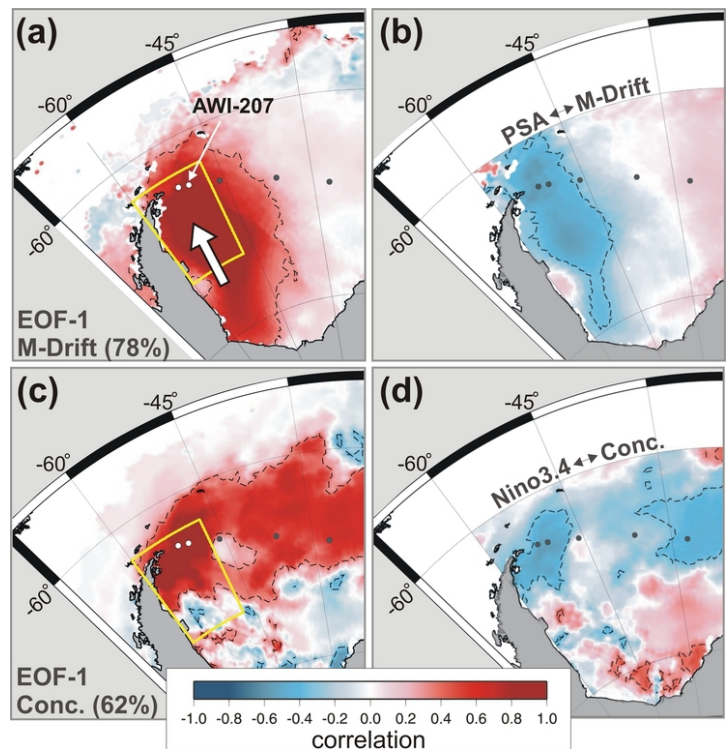 (a)
-45°
-60°
AWI-207
-60°
EOF-1
M-Drift (78%)
(b)
-45°
-60°
PSA↔M-Drift
-60°
(c)
-45°
-60°
-60°
EOF-1
Conc. (62%)
(d)
-45°
-60°
Nino3.4↔Conc.
-60°
-1.0 -0.8 -0.6 -0.4 -0.2 0.0 0.2 0.4 0.6 0.8 1.0
correlation